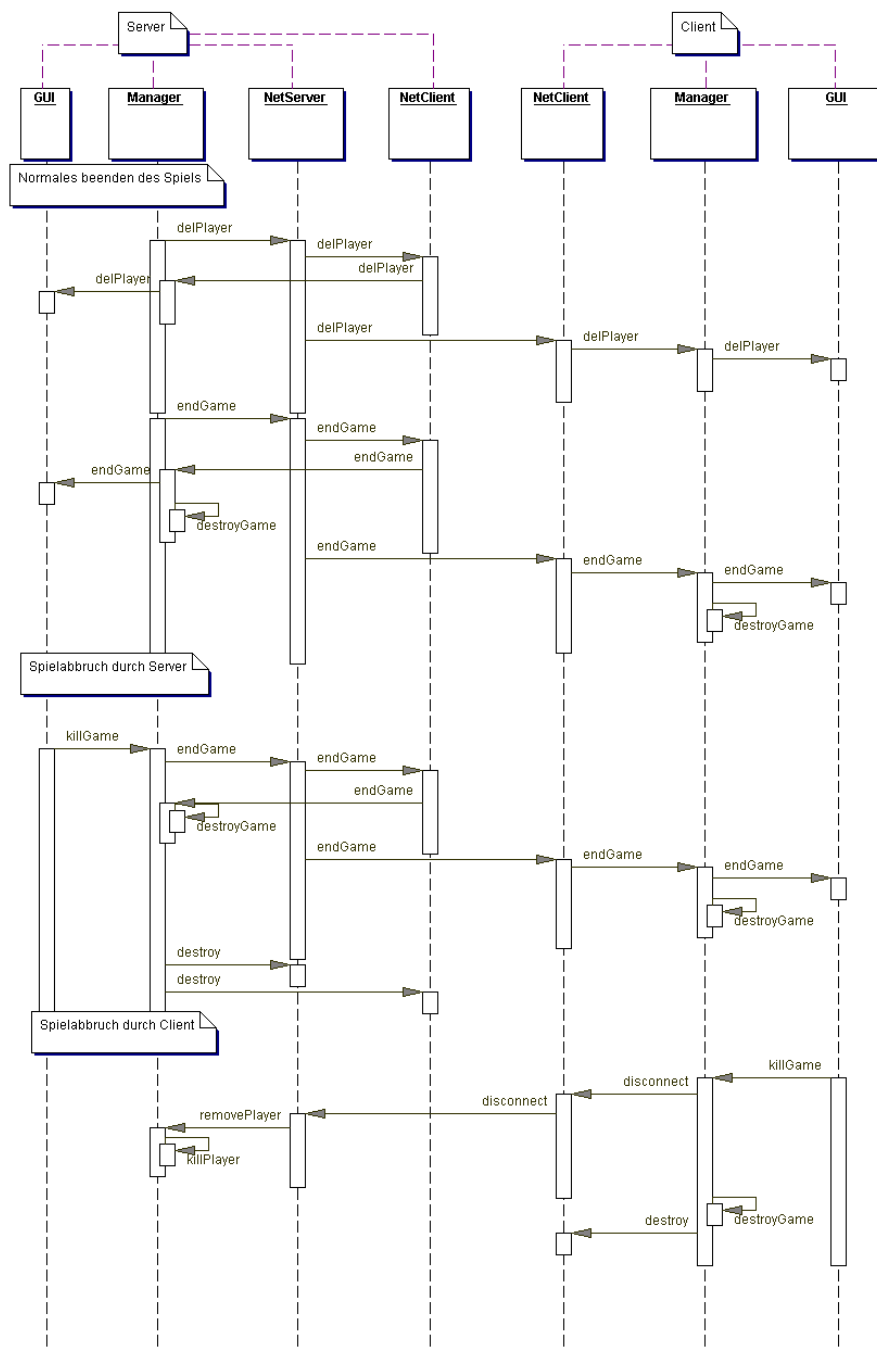 Server
Client
GUI
Manager
NetServer
NetClient
NetClient
Manager
GUI
Normales beenden des Spiels
delPlayer
delPlayer
delPlayer
delPlayer
delPlayer
delPlayer
delPlayer
endGame
endGame
endGame
endGame
destroyGame
endGame
endGame
endGame
destroyGame
Spielabbruch durch Server
killGame
endGame
endGame
endGame
destroyGame
endGame
endGame
endGame
destroyGame
destroy
destroy
Spielabbruch durch Client
killGame
disconnect
disconnect
removePlayer
killPlayer
destroyGame
destroy